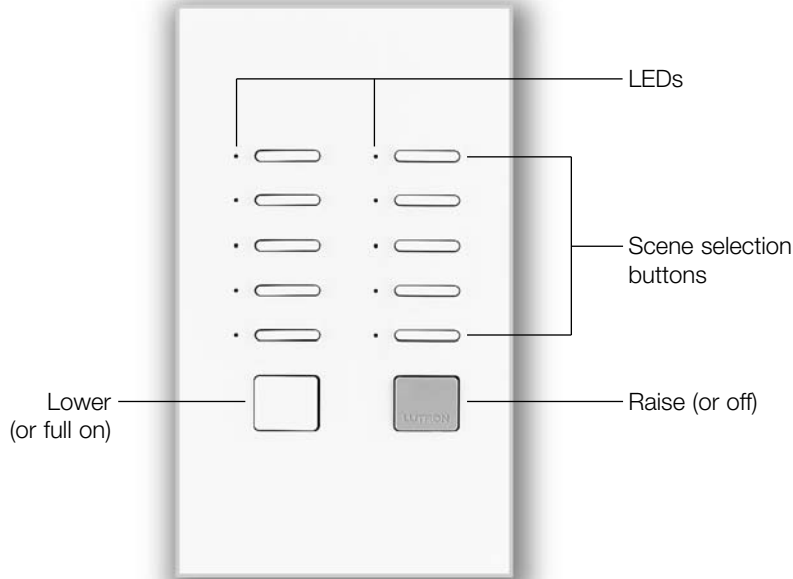 LEDs
Scene selection
buttons
Lower
(or full on)
Raise (or off)
LUTRON